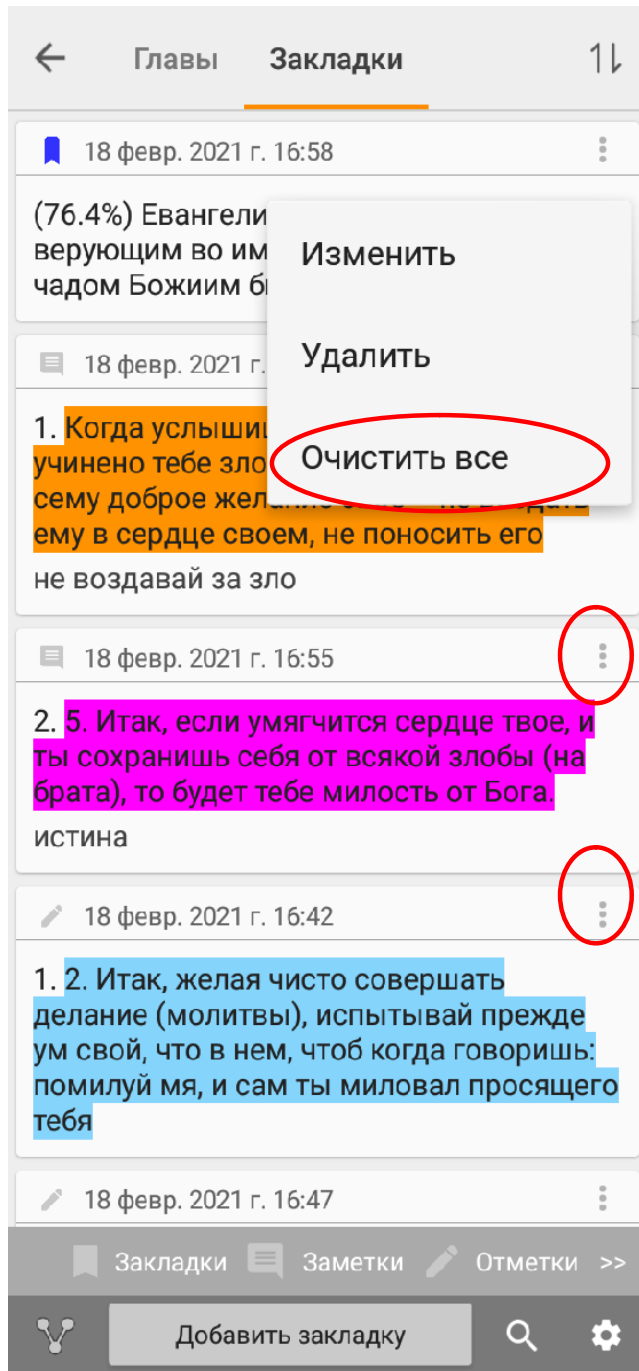 Главы Закладки
18 февр. 2021 г. 16:58
(76.4%) Евангели
верующим во им
чадом Божиим б
Изменить
Удалить
Очистить все
18 февр. 2021 г.
1. Когда услыши
учинено тебе зло
сему доброе
ему в сердце своем, не поносить его
не воздавай за зло
18 февр. 2021 г. 16:55
2. 5. Итак, если умягчится сердце твое, и
ты сохранишь себя от всякой злобы (на
брата), то будет тебе милость от Бога.
истина
18 февр. 2021 г. 16:42
1. 2. Итак, желая чисто совершать
делание (молитвы), испытывай прежде
ум свой, что в нем, чтоб когда говоришь:
помилуй мя, и сам ты миловал просящего
тебя
18 февр. 2021 г. 16:47
Закладки Заметки Отметки >>
Добавить закладку